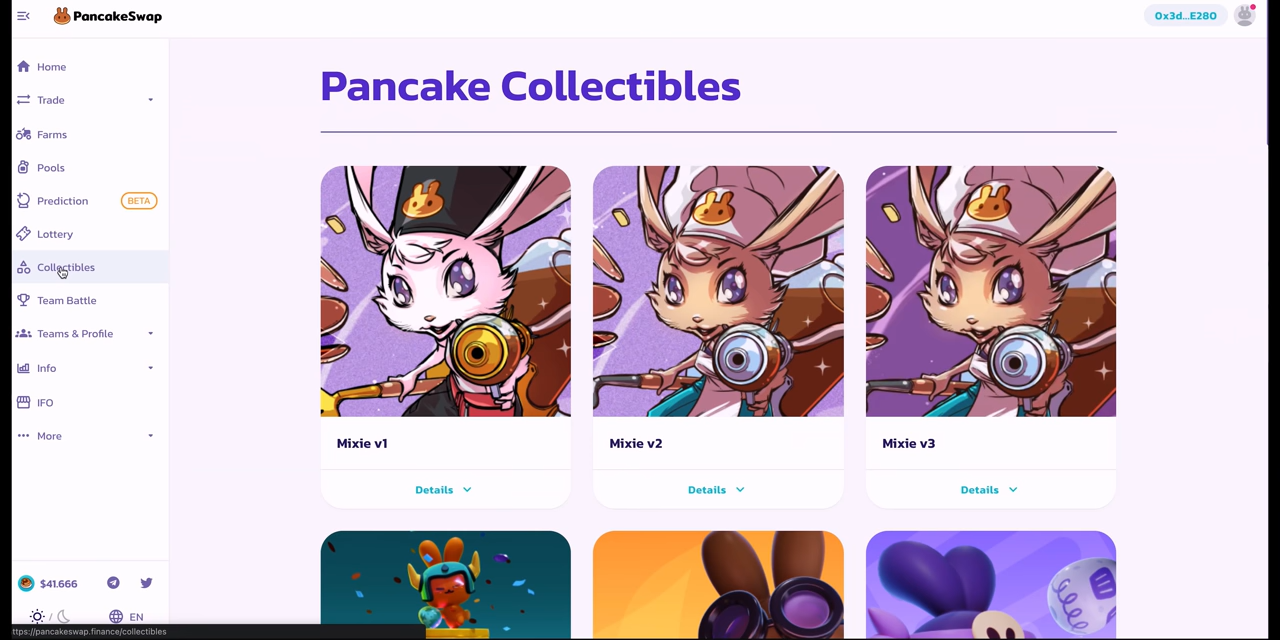 PancakeSwap
0x3d...E280
Home
Trade
Farms
Pools
Prediction
BETA
Lottery
Collectibles
Team Battle
Teams & Profile
Info
IFO
More
$41.666
/
EN
ttps://pancakeswap.finance/collectibles
Pancake Collectibles
Mixie v1
Details
Mixie v2
Details
Mixie v3
Details